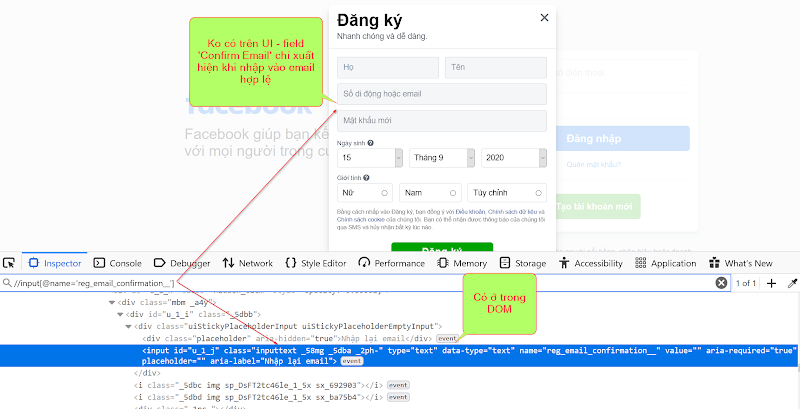 Đăng ký
Nhanh chóng và dễ dàng.
Ko có trên UI - field
'Confirm Email' chỉ xuất
hiện khi nhập vào email
hợp lệ
Họ
Tên
Số di động hoặc email
Mật khẩu mới
Facebook giúp bạn kế
với mọi người trong cu
Ngày sinh
15
Tháng 9
2020
Giới tính
Nữ
Nam
Tùy chỉnh
Bằng cách nhấp vào Đăng ký, bạn đồng ý với Điều khoản, Chính sách dữ liệu và
Chính sách cookie của chúng tôi. Bạn có thể nhận được thông báo của chúng tôi
qua SMS và hủy nhận bất kỳ lúc nào
Đăng ký
Đăng nhập
Quên mật khẩu?
Tạo tài khoản mới
Inspector
Console
Debugger
Network
Style Editor
Performance
Memory
Storage
Accessibility
Application
What's New
//input[@name='reg_email_confirmation__']
1 of 1
Có ở trong
DOM
<div class="mbm _a4y">
<div id="u_1_i" class="_5dbb">
<div class="uiStickyPlaceholderInput uiStickyPlaceholderEmptyInput">
<div class="placeholder" aria-hidden="true">Nhập lại email</div> event
<input id="u_1_j" class="inputtext _58mg _5dba _2ph-" type="text" data-type="text" name="reg_email_confirmation__" value="" aria-required="true"
placeholder="" aria-label="Nhập lại email"> event
</div>
<i class="_5dbc img sp_DsFT2tc46le_1_5x sx_692903"></i> event
<i class="_5dbd img sp_DsFT2tc46le_1_5x sx_ba75b4"></i> event